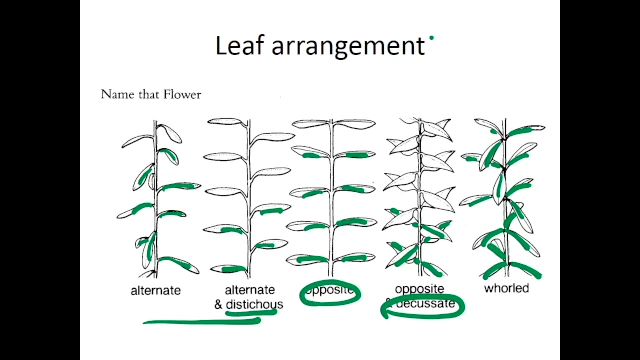 Leaf arrangement
Name that Flower
alternate
alternate
& distichous
opposite
opposite
& decussate
whorled